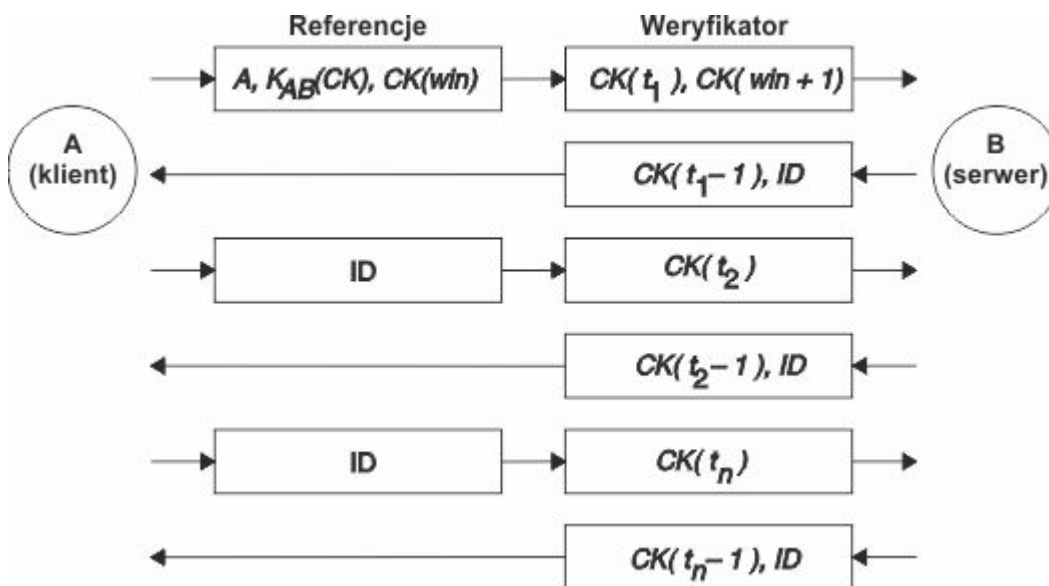 Referencje Weryfikator
A, K_AB(CK), CK(win) CK(t_1), CK(win + 1)
A
(klient)
B
(serwer)
CK(t_1 – 1), ID
ID CK(t_2)
CK(t_2 – 1), ID
ID CK(t_n)
CK(t_n – 1), ID